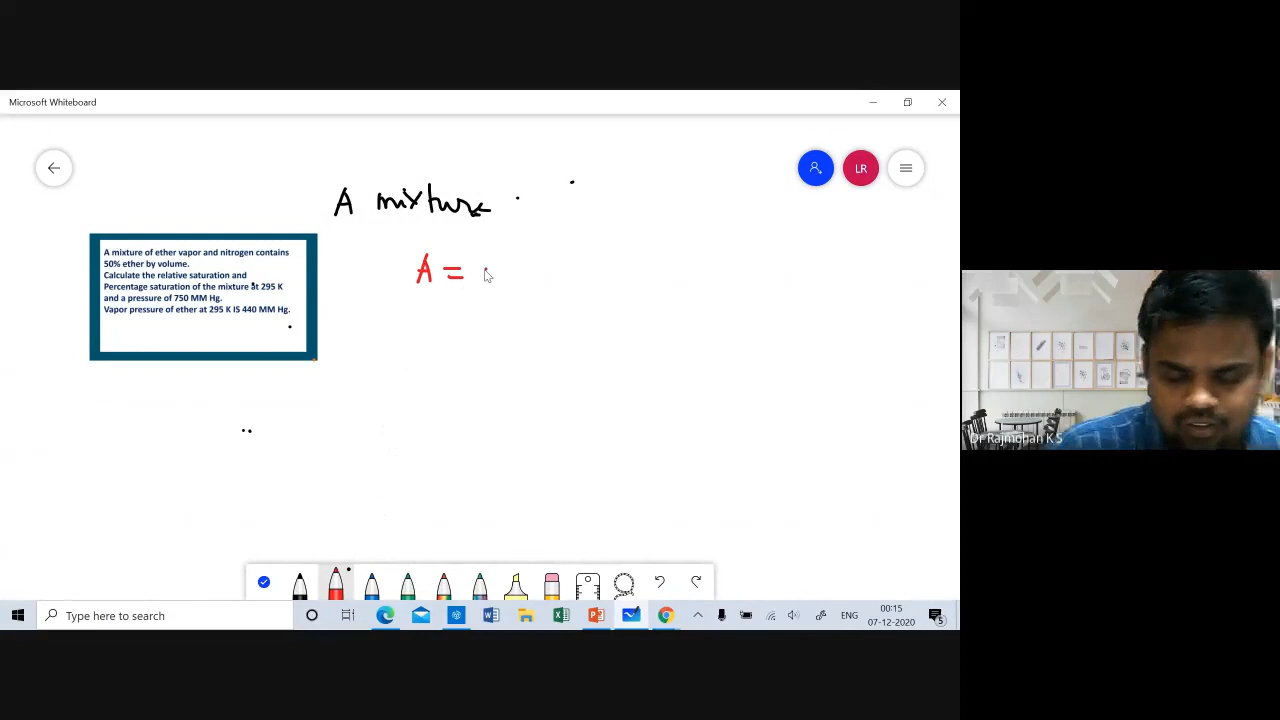 Microsoft Whiteboard
LR
A mixture
A =
A mixture of ether vapor and nitrogen contains
50% ether by volume.
Calculate the relative saturation and
Percentage saturation of the mixture at 295 K
and a pressure of 750 MM Hg.
Vapor pressure of ether at 295 K IS 440 MM Hg.
Dr Rajmohan K S
Type here to search
ENG
00:15
07-12-2020
5